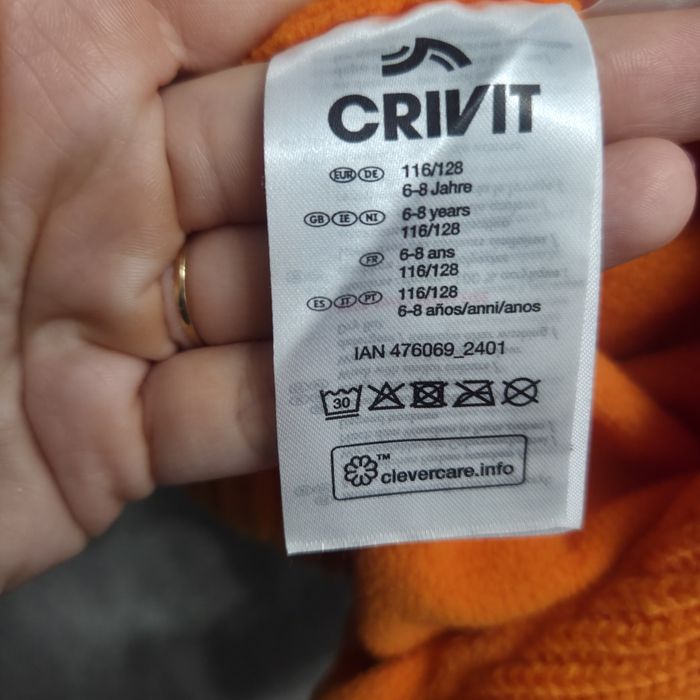 CRIVIT
EUR DE 116/128
6-8 Jahre
GB IE NI 6-8 years
116/128
FR 6-8 ans
116/128
ES IT PT 116/128
6-8 años/anni/anos
IAN 476069_2401
30
™
clevercare.info